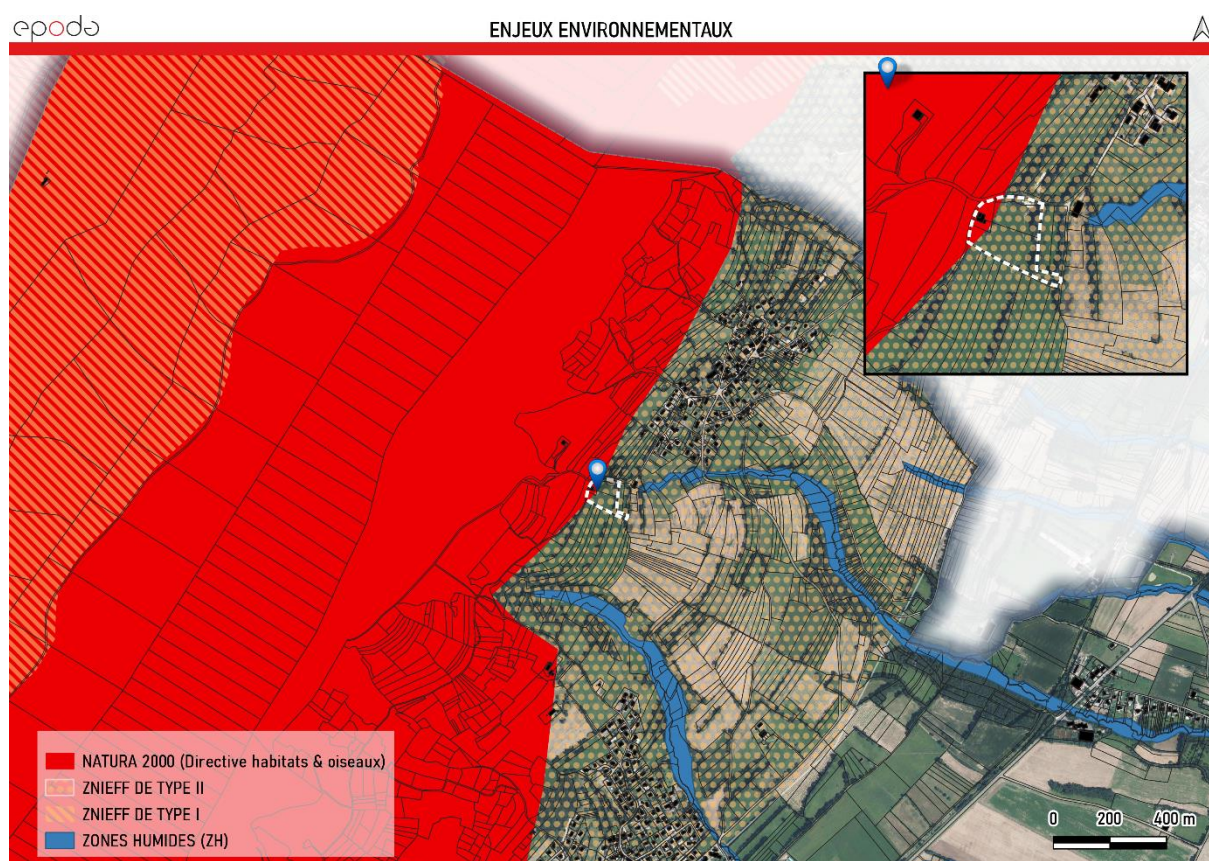 epode
ENJEUX ENVIRONNEMENTAUX
NATURA 2000 (Directive habitats & oiseaux)
ZNIEFF DE TYPE II
ZNIEFF DE TYPE I
ZONES HUMIDES (ZH)
0 200 400 m